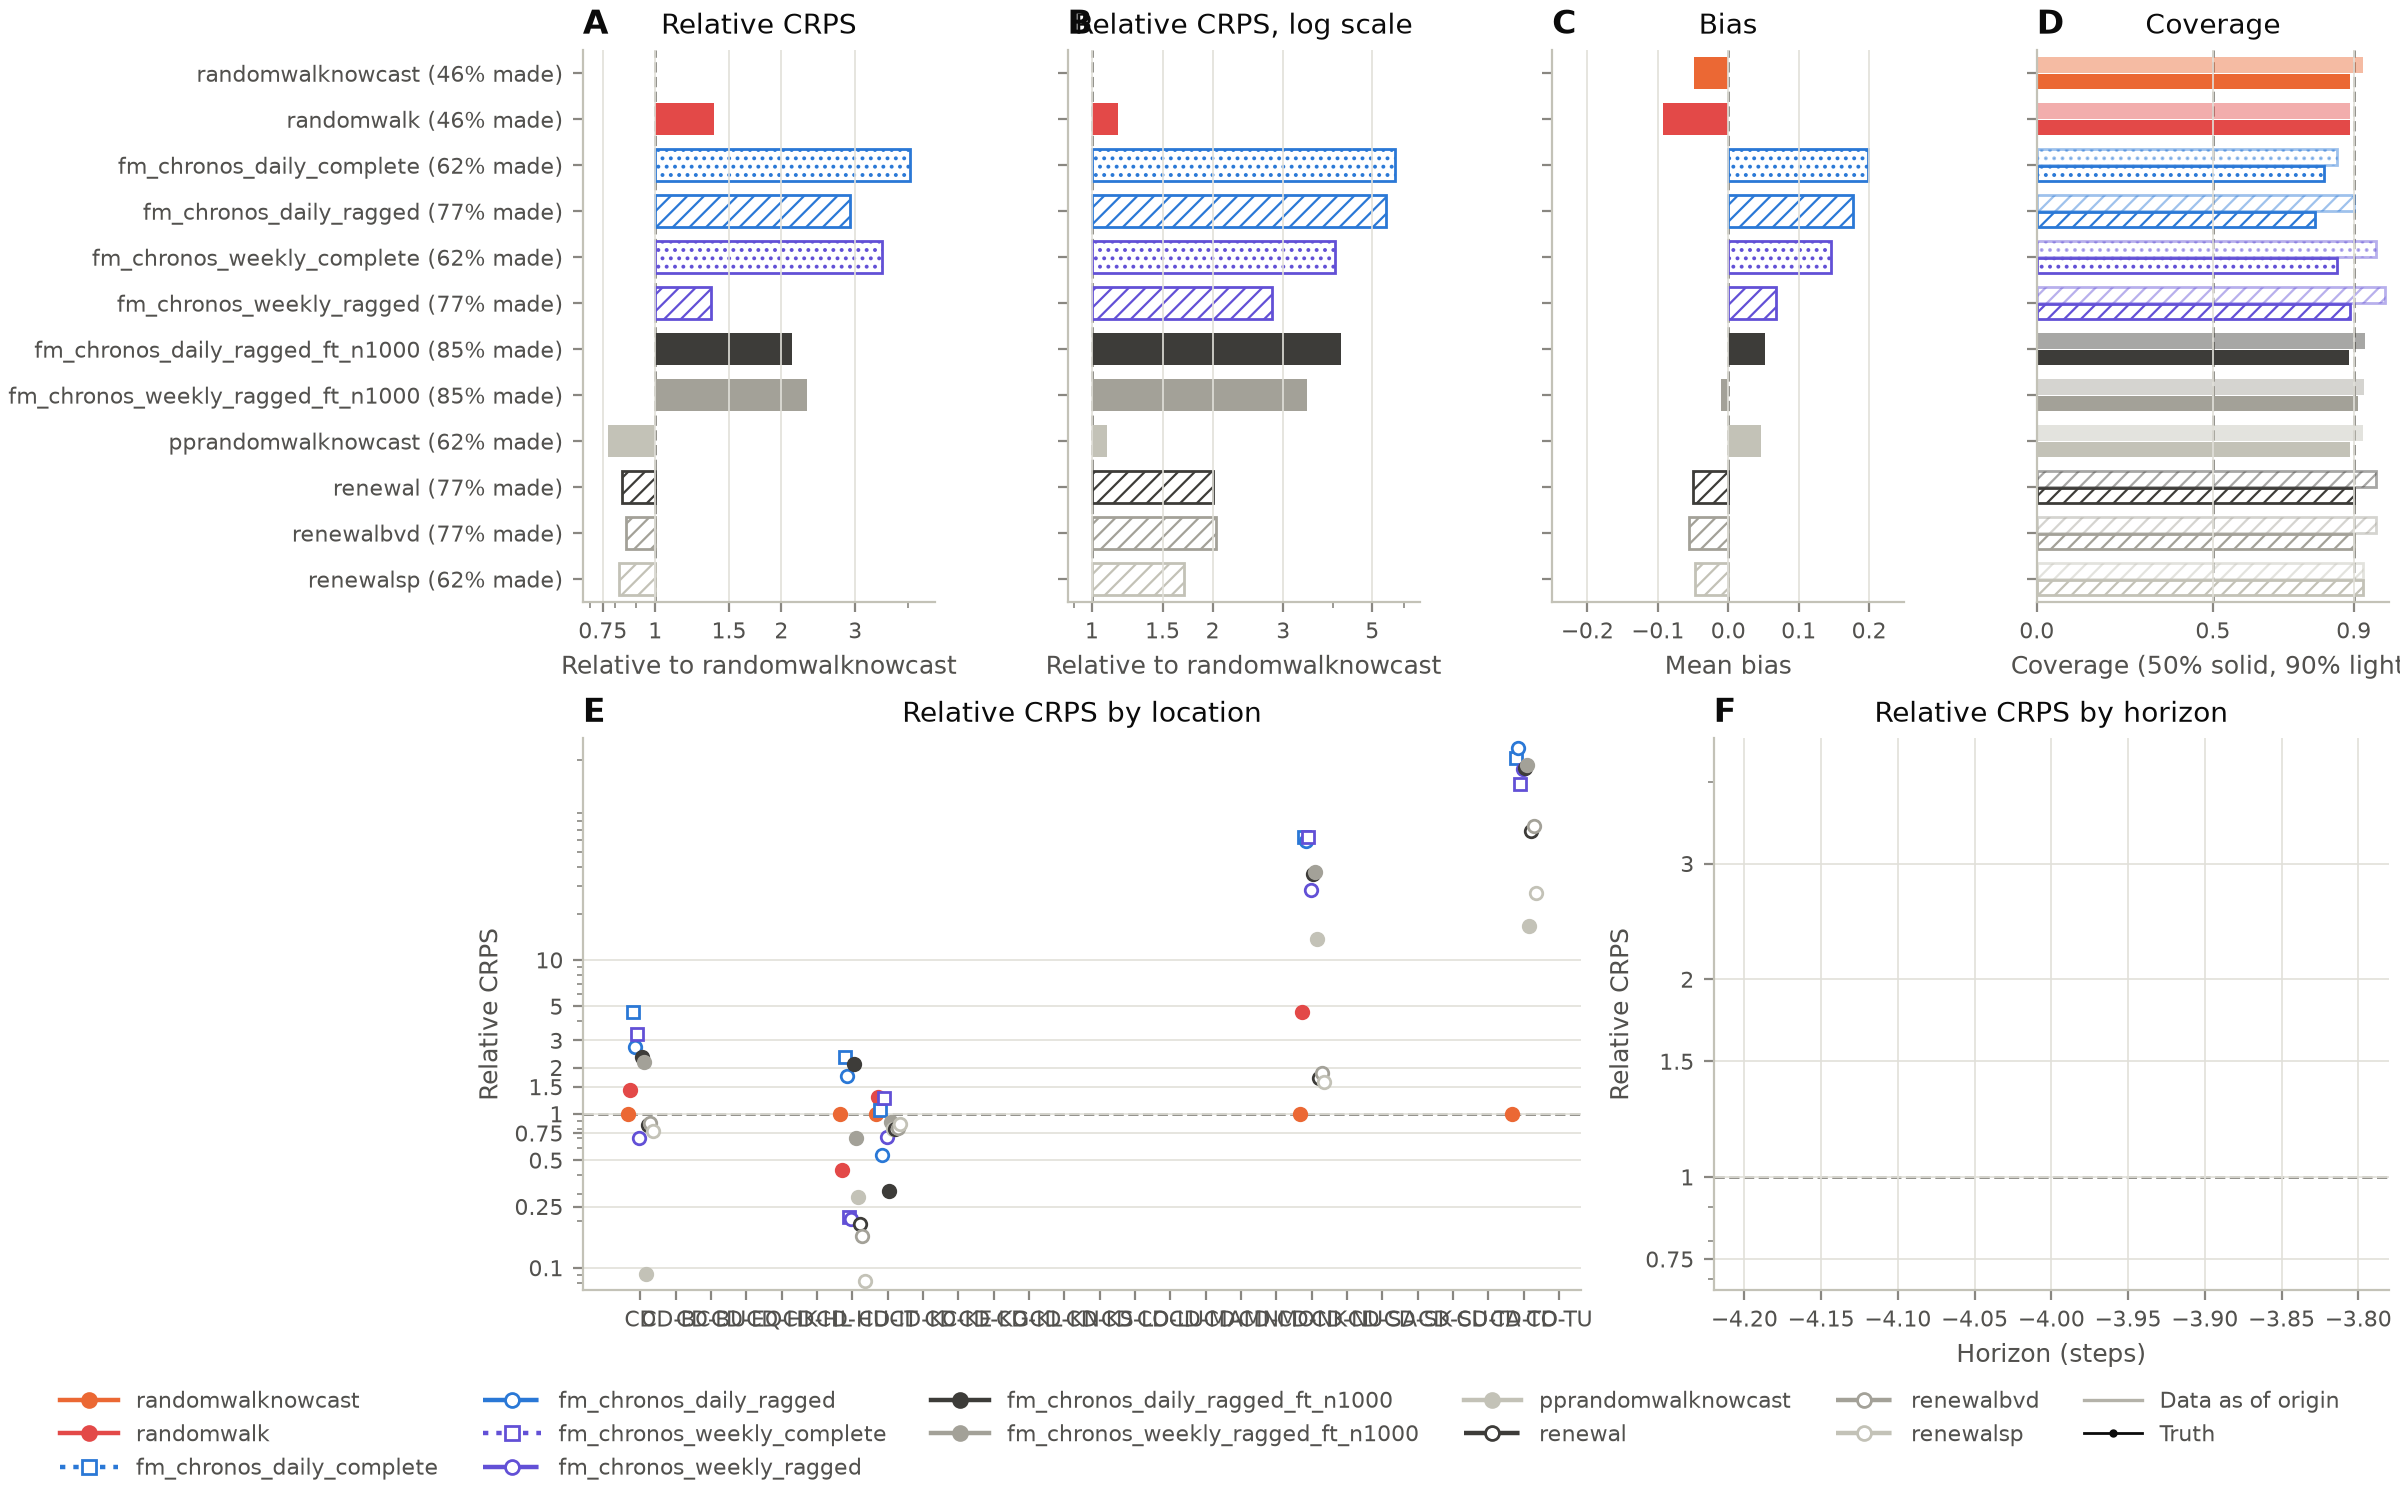 A Relative CRPS
B Relative CRPS, log scale
C Bias
D Coverage
randomwalknowcast (46% made)
randomwalk (46% made)
fm_chronos_daily_complete (62% made)
fm_chronos_daily_ragged (77% made)
fm_chronos_weekly_complete (62% made)
fm_chronos_weekly_ragged (77% made)
fm_chronos_daily_ragged_ft_n1000 (85% made)
fm_chronos_weekly_ragged_ft_n1000 (85% made)
pprandomwalknowcast (62% made)
renewal (77% made)
renewalbvd (77% made)
renewalsp (62% made)
0.75 1 1.5 2 3
1 1.5 2 3 5
−0.2 −0.1 0.0 0.1 0.2
0.0 0.5 0.9
Relative to randomwalknowcast
Relative to randomwalknowcast
Mean bias
Coverage (50% solid, 90% light
E Relative CRPS by location
F Relative CRPS by horizon
Relative CRPS
10
5
3
2
1.5
1
0.75
0.5
0.25
0.1
Relative CRPS
3
2
1.5
1
0.75
−4.20 −4.15 −4.10 −4.05 −4.00 −3.95 −3.90 −3.85 −3.80
Horizon (steps)
randomwalknowcast
randomwalk
fm_chronos_daily_complete
fm_chronos_daily_ragged
fm_chronos_weekly_complete
fm_chronos_weekly_ragged
fm_chronos_daily_ragged_ft_n1000
fm_chronos_weekly_ragged_ft_n1000
pprandomwalknowcast
renewal
renewalbvd
renewalsp
Data as of origin
Truth